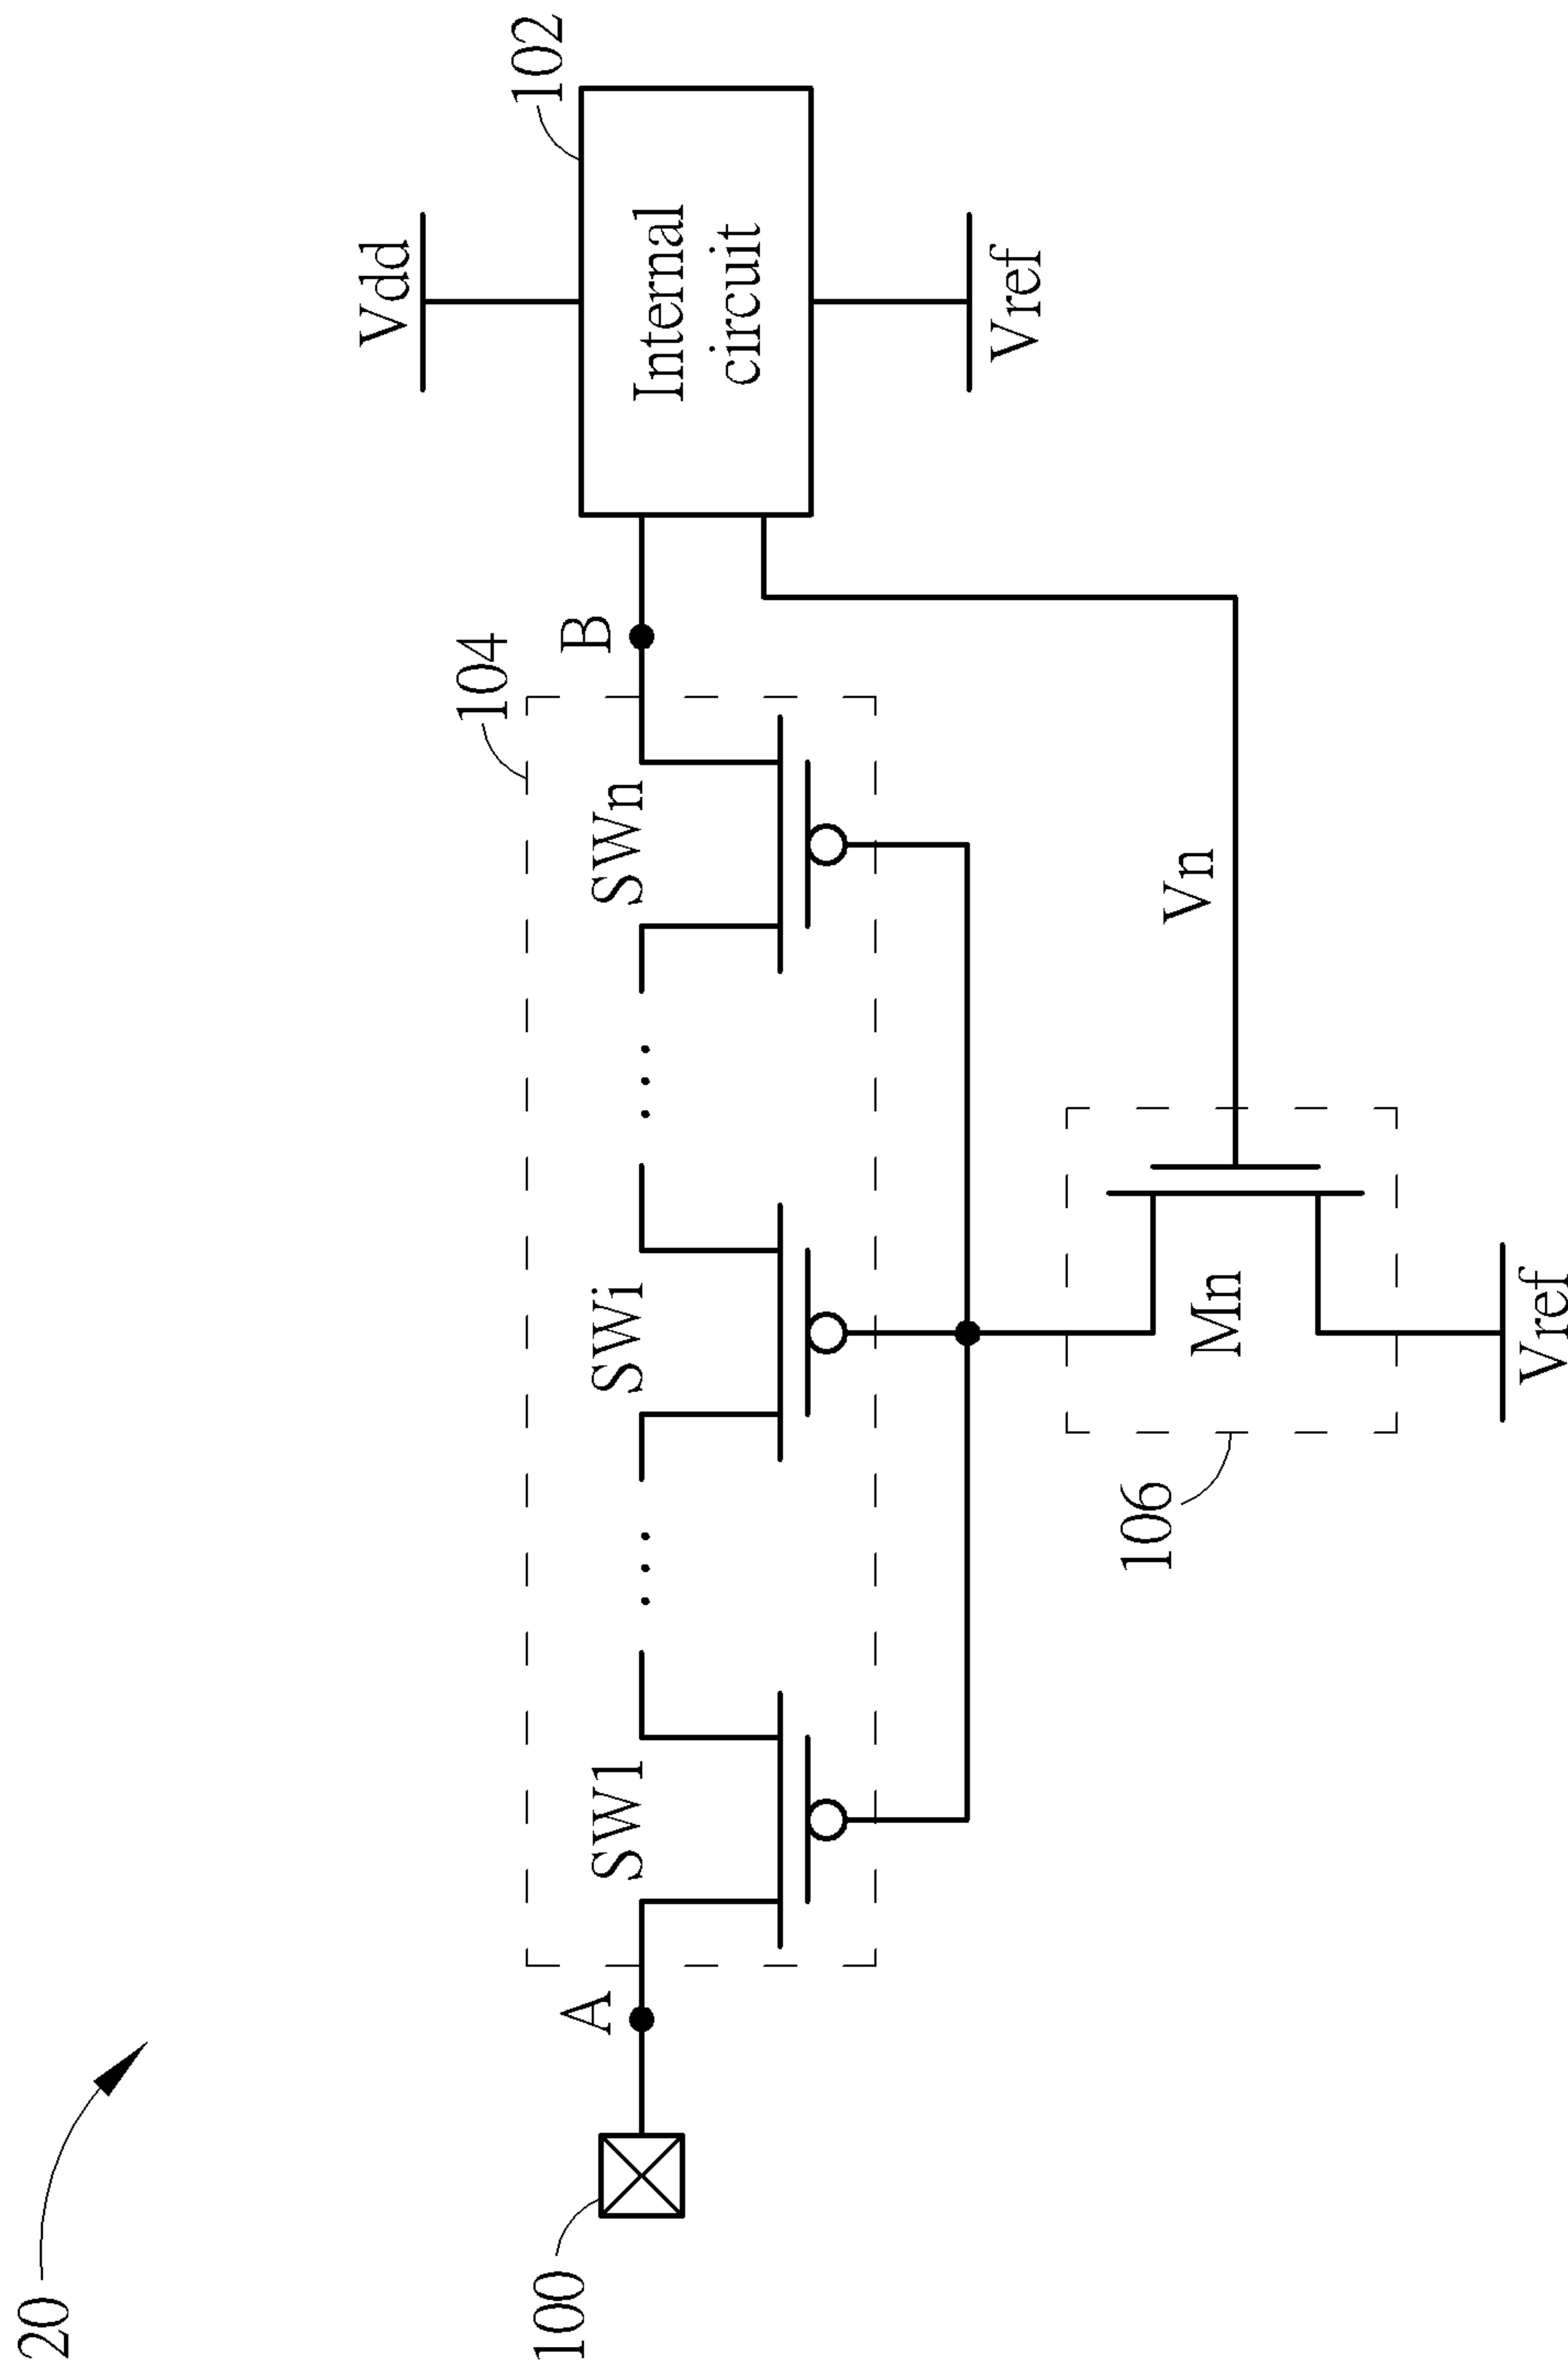 20
100
A
SW1
...
SWi
...
SWn
104
B
Vdd
102
Internal
circuit
Vref
106
Mn
Vn
Vref